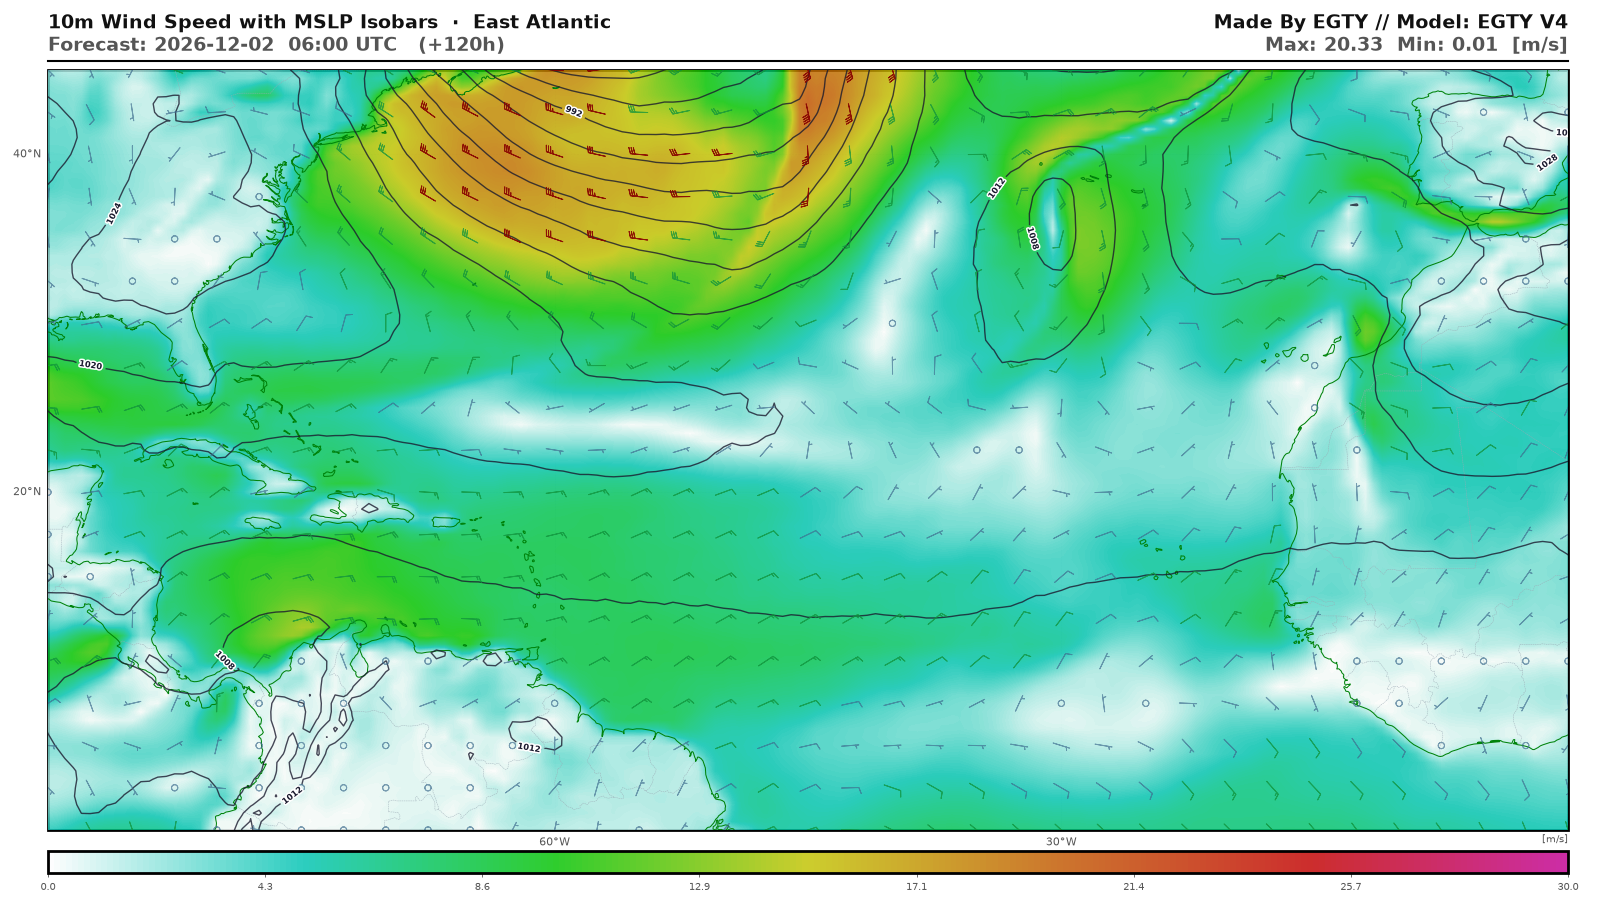 10m Wind Speed with MSLP Isobars · East Atlantic
Made By EGTY // Model: EGTY V4
Forecast: 2026-12-02 06:00 UTC (+120h)
Max: 20.33 Min: 0.01 [m/s]
992
40°N
10
1028
1012
1024
1008
1020
20°N
1008
1012
1012
60°W
30°W
[m/s]
0.0 4.3 8.6 12.9 17.1 21.4 25.7 30.0